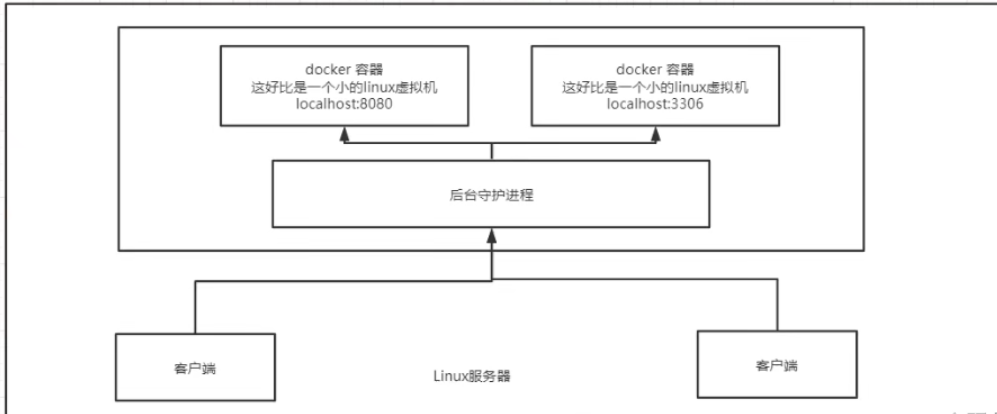 docker 容器
这好比是一个小的linux虚拟机
localhost:8080
docker 容器
这好比是一个小的linux虚拟机
localhost:3306
后台守护进程
客户端
Linux服务器
客户端